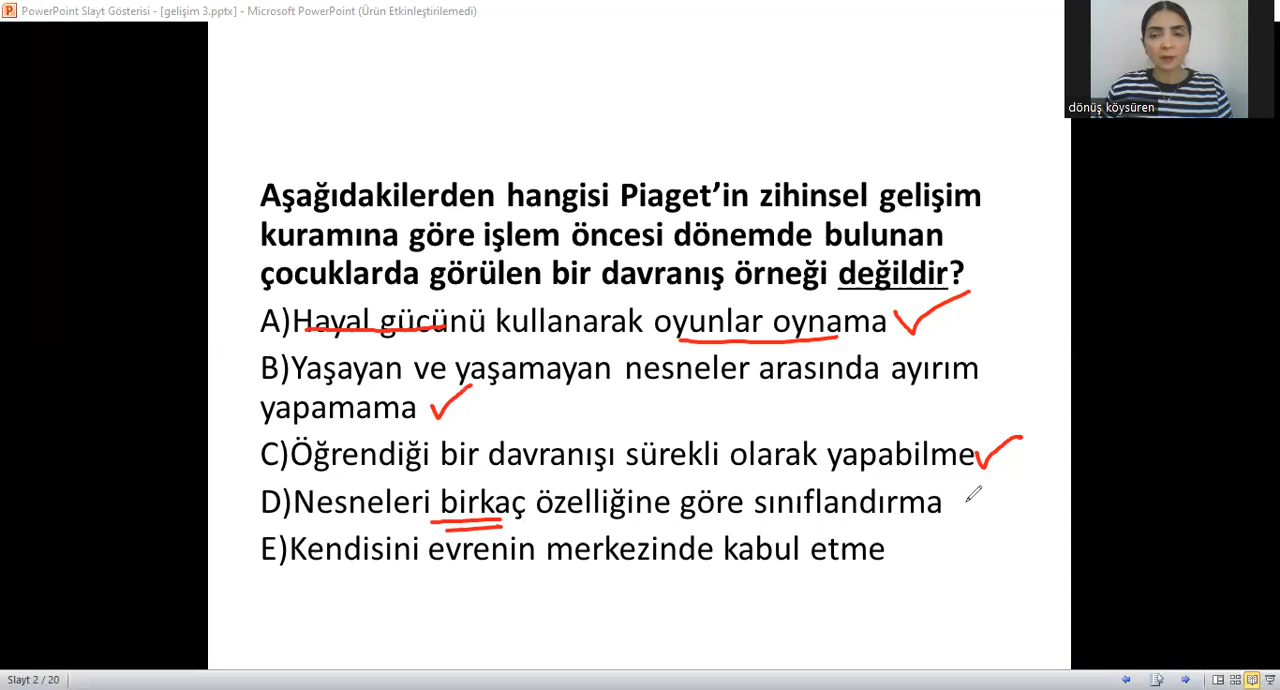 PowerPoint Slayt Gösterisi - [gelişim 3.pptx] - Microsoft PowerPoint (Ürün Etkinleştirilemedi)
dönüş köysüren
Aşağıdakilerden hangisi Piaget’in zihinsel gelişim
kuramına göre işlem öncesi dönemde bulunan
çocuklarda görülen bir davranış örneği değildir?
A)Hayal gücünü kullanarak oyunlar oynama
B)Yaşayan ve yaşamayan nesneler arasında ayırım
yapamama
C)Öğrendiği bir davranışı sürekli olarak yapabilme
D)Nesneleri birkaç özelliğine göre sınıflandırma
E)Kendisini evrenin merkezinde kabul etme
Slayt 2 / 20